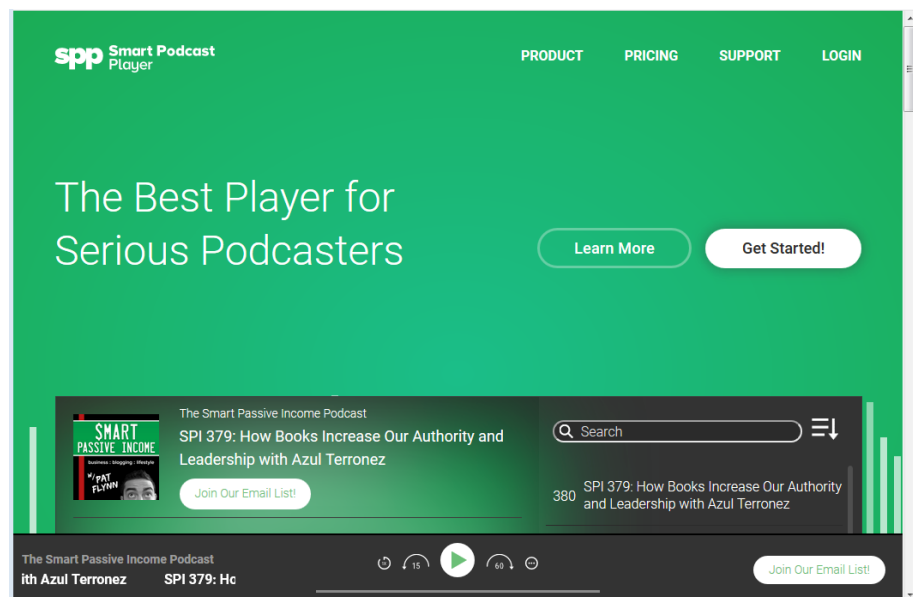 spp Smart Podcast
Player
PRODUCT PRICING SUPPORT LOGIN
The Best Player for
Serious Podcasters
Learn More Get Started!
SMART
PASSIVE INCOME
business : blogging : lifestyle
W/ PAT
FLYNN
The Smart Passive Income Podcast
SPI 379: How Books Increase Our Authority and
Leadership with Azul Terronez
Join Our Email List!
Search
380 SPI 379: How Books Increase Our Authority
and Leadership with Azul Terronez
The Smart Passive Income Podcast
ith Azul Terronez SPI 379: Ho
15 60
Join Our Email List!